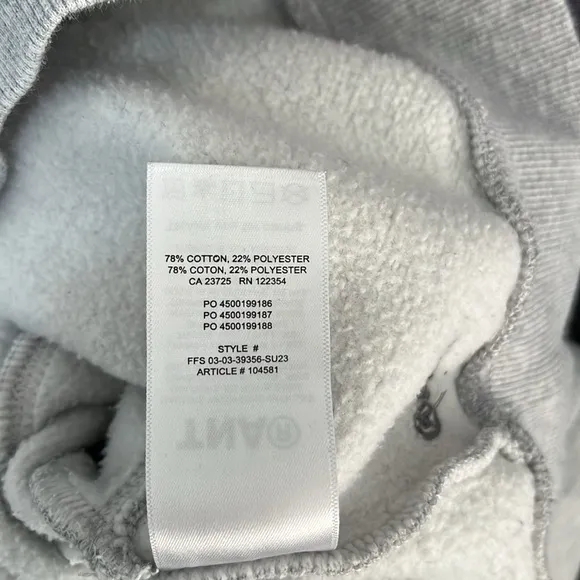 78% COTTON, 22% POLYESTER
78% COTON, 22% POLYESTER
CA 23725 RN 122354
PO 4500199186
PO 4500199187
PO 4500199188
STYLE #
FFS 03-03-39356-SU23
ARTICLE # 104581